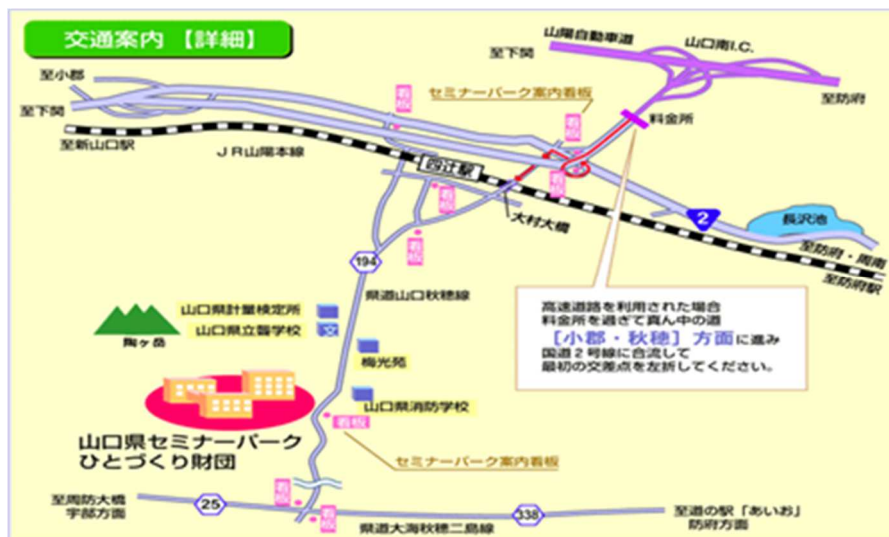 交通案内 【詳細】
山陽自動車道
山口南I.C.
至下関
至防府
至小郡
至下関
看板
セミナーパーク案内看板
看板
料金所
至新山口駅
JR山陽本線
四辻駅
看板
看板
大村大橋
2
長沢池
至防府・周南
至防府駅
看板
194
県道山口秋穂線
高速道路を利用された場合
料金所を過ぎて真ん中の道
［小郡・秋穂］方面に進み
国道2号線に合流して
最初の交差点を左折してください。
山口県計量検定所
山口県立聾学校
文
陶ヶ岳
梅光苑
山口県消防学校
看板
山口県セミナーパーク
ひとづくり財団
セミナーパーク案内看板
至周防大橋
宇部方面
25
看板
看板
県道大海秋穂二島線
338
至道の駅「あいお」
防府方面